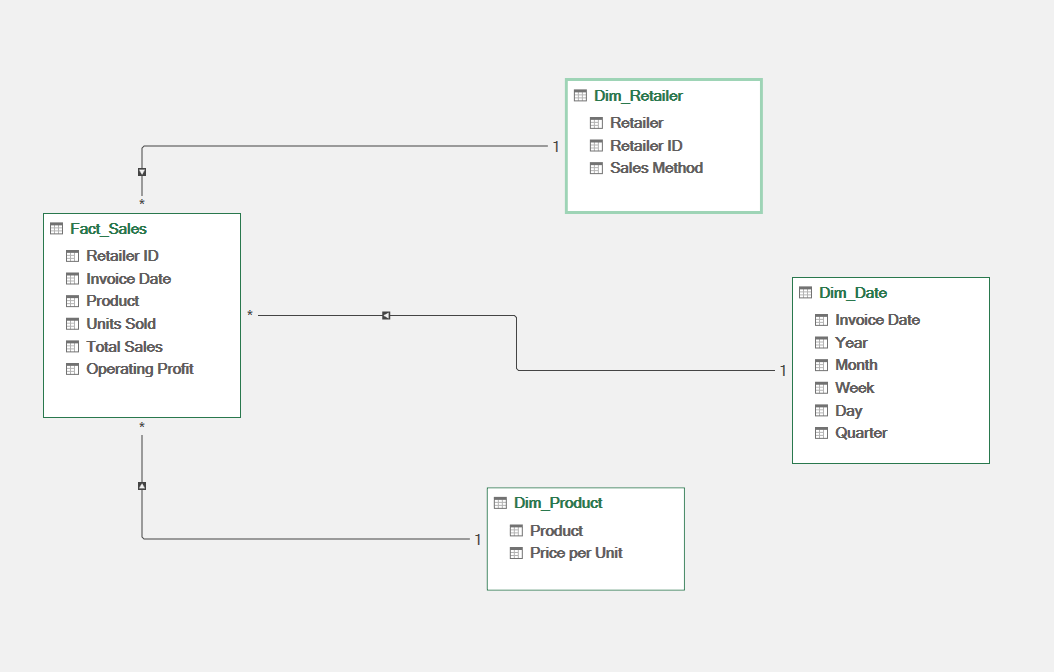 Dim_Retailer
Retailer
Retailer ID
Sales Method
1
*
Fact_Sales
Retailer ID
Invoice Date
Product
Units Sold
Total Sales
Operating Profit
*
1
Dim_Date
Invoice Date
Year
Month
Week
Day
Quarter
*
1
Dim_Product
Product
Price per Unit